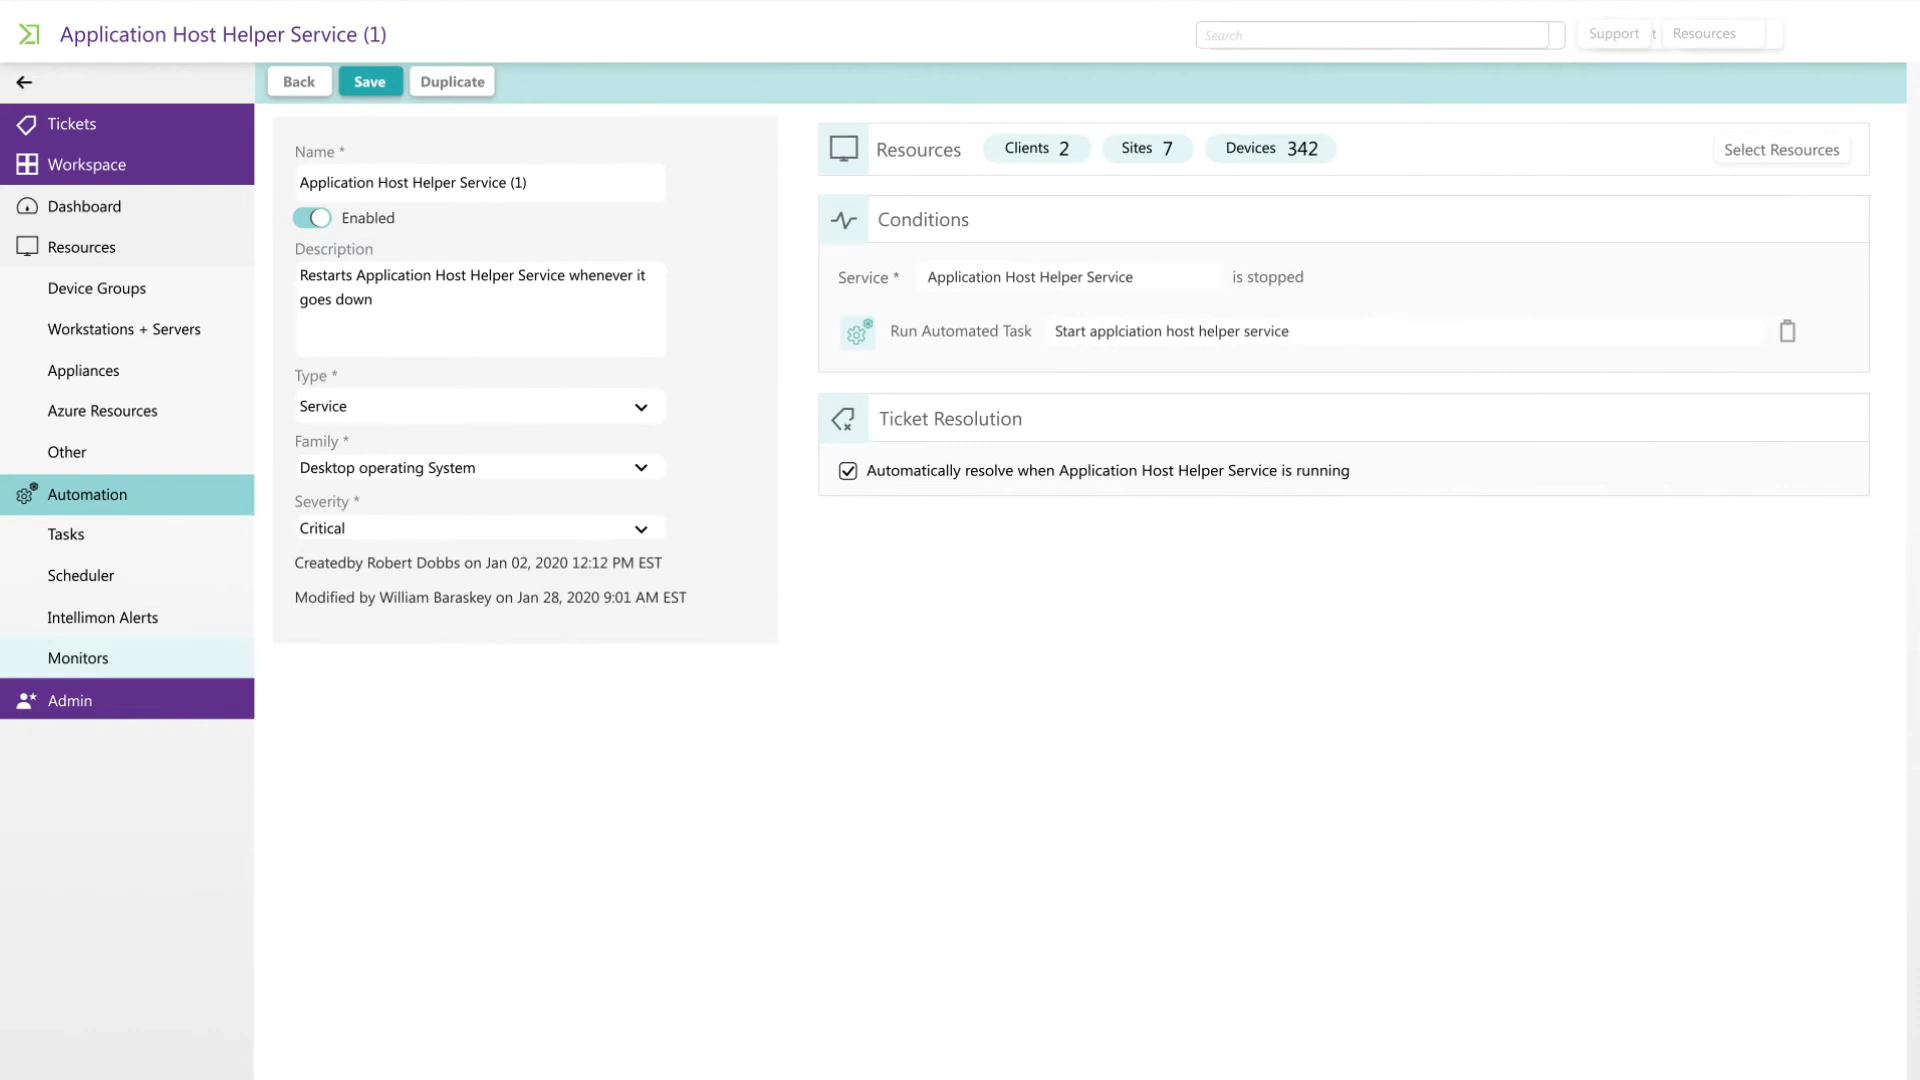 Application Host Helper Service (1)
Search
Support
t
Resources
Back
Save
Duplicate
Tickets
Workspace
Dashboard
Resources
Device Groups
Workstations + Servers
Appliances
Azure Resources
Other
Automation
Tasks
Scheduler
Intellimon Alerts
Monitors
Admin
Name *
Application Host Helper Service (1)
Enabled
Description
Restarts Application Host Helper Service whenever it
goes down
Type *
Service
Family *
Desktop operating System
Severity *
Critical
Createdby Robert Dobbs on Jan 02, 2020 12:12 PM EST
Modified by William Baraskey on Jan 28, 2020 9:01 AM EST
Resources
Clients 2
Sites 7
Devices 342
Select Resources
Conditions
Service * Application Host Helper Service is stopped
Run Automated Task Start applciation host helper service
Ticket Resolution
Automatically resolve when Application Host Helper Service is running